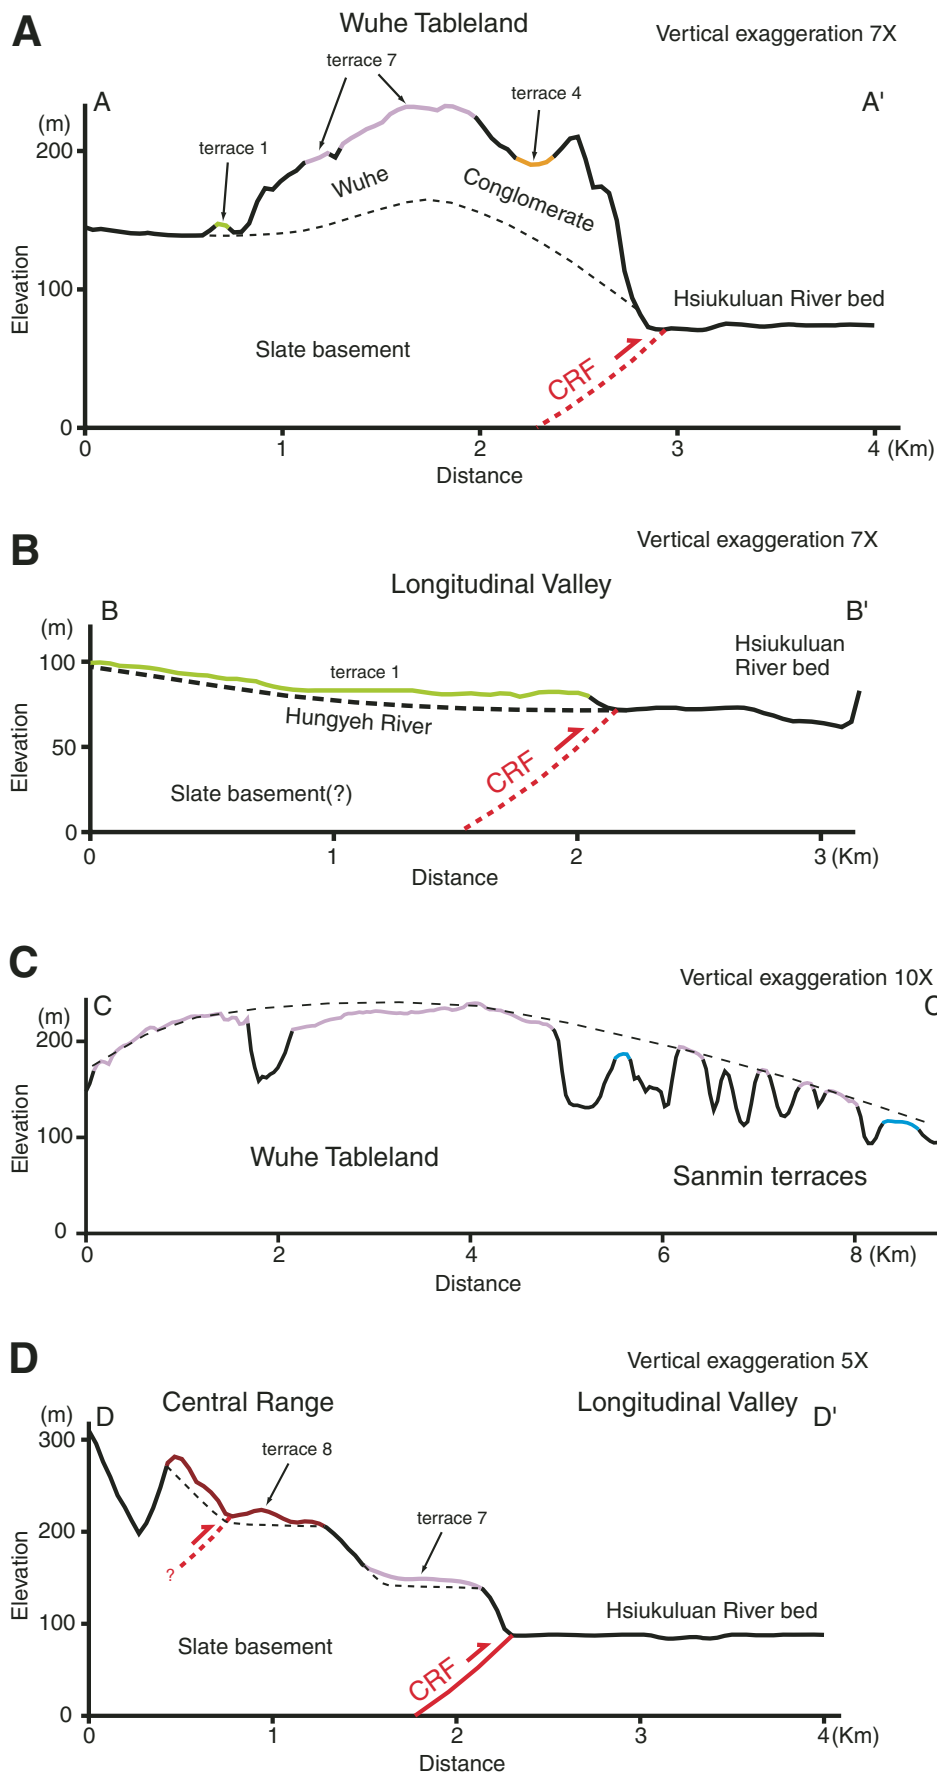 A
Wuhe Tableland
Vertical exaggeration 7X
terrace 7
terrace 4
A
A'
(m)
terrace 1
200
Wuhe
Conglomerate
Elevation
100
Hsiukuluan River bed
Slate basement
CRF
0
0
1
2
3
4 (Km)
Distance
B
Vertical exaggeration 7X
Longitudinal Valley
B
B'
(m)
Hsiukuluan
River bed
100
terrace 1
Hungyeh River
Elevation
50
CRF
Slate basement(?)
0
0
1
2
3 (Km)
Distance
C
Vertical exaggeration 10X
C
C
(m)
200
Elevation
100
Wuhe Tableland
Sanmin terraces
0
0
2
4
6
8 (Km)
Distance
D
Vertical exaggeration 5X
Central Range
Longitudinal Valley
(m)
D
D'
300
terrace 8
200
terrace 7
?
Elevation
100
Hsiukuluan River bed
Slate basement
CRF
0
0
1
2
3
4 (Km)
Distance